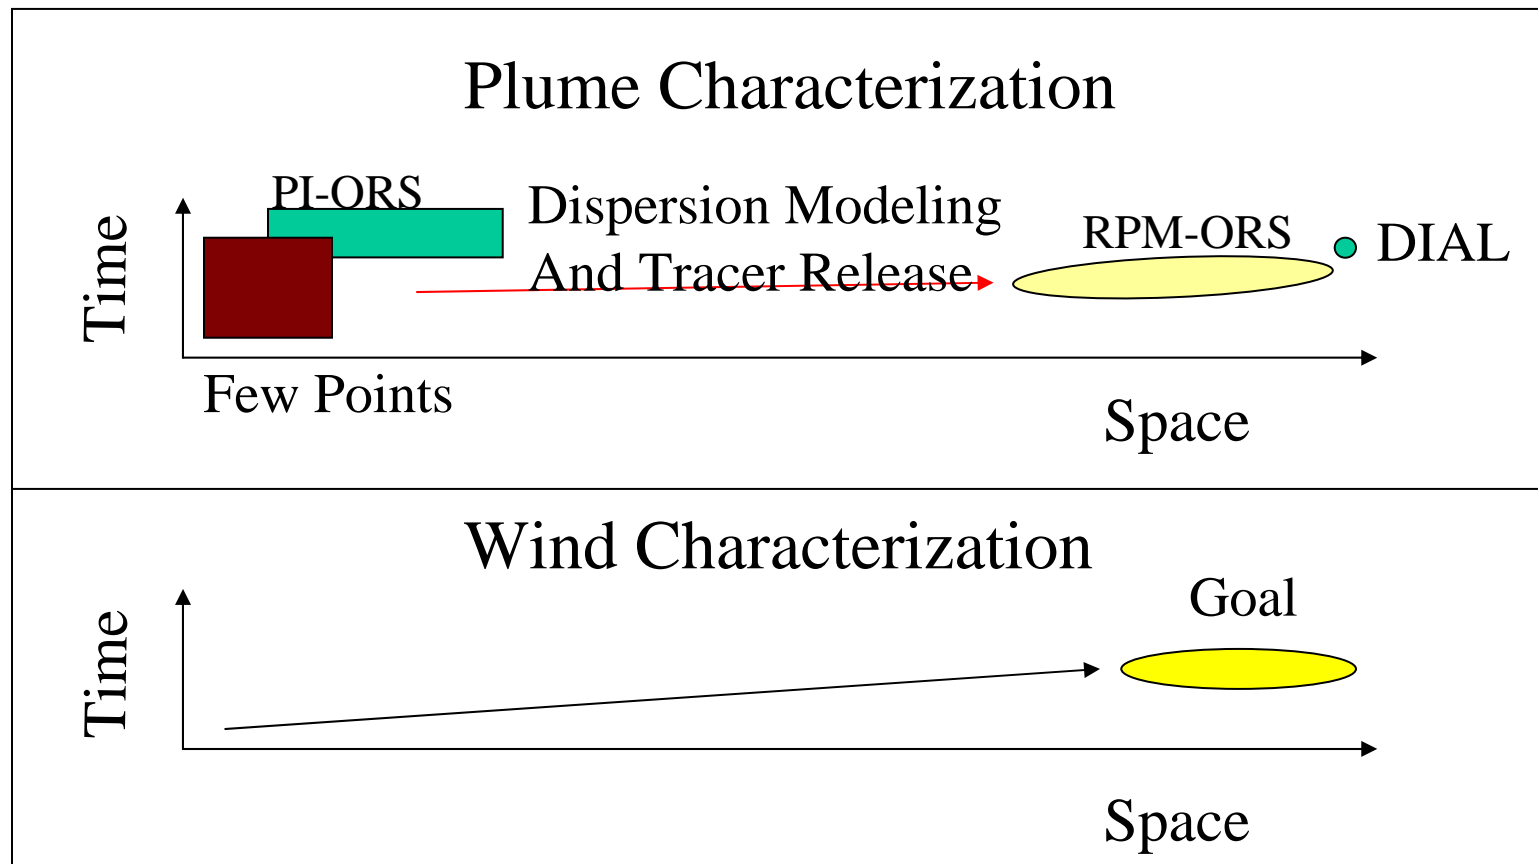 Plume Characterization
PI-ORS
Dispersion Modeling
And Tracer Release
RPM-ORS
DIAL
Time
Few Points
Space
Wind Characterization
Goal
Time
Space